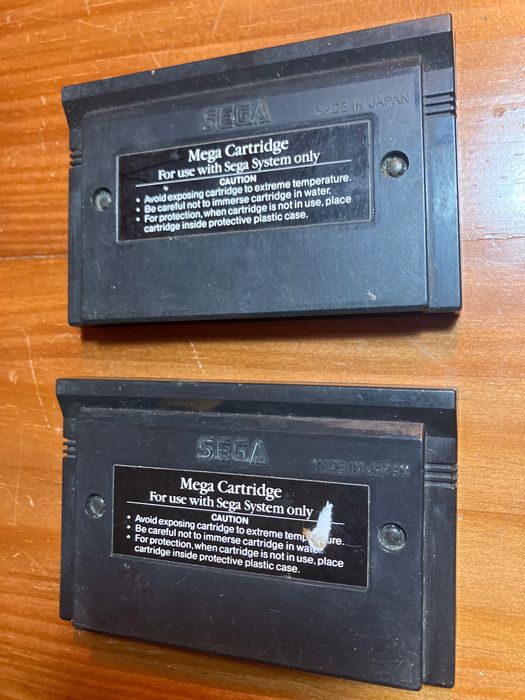 SEGA MADE IN JAPAN
Mega Cartridge
For use with Sega System only
CAUTION
• Avoid exposing cartridge to extreme temperature.
• Be careful not to immerse cartridge in water.
• For protection, when cartridge is not in use, place
cartridge inside protective plastic case.
SEGA MADE IN JAPAN
Mega Cartridge
For use with Sega System only
CAUTION
• Avoid exposing cartridge to extreme temperature.
• Be careful not to immerse cartridge in water.
• For protection, when cartridge is not in use, place
cartridge inside protective plastic case.